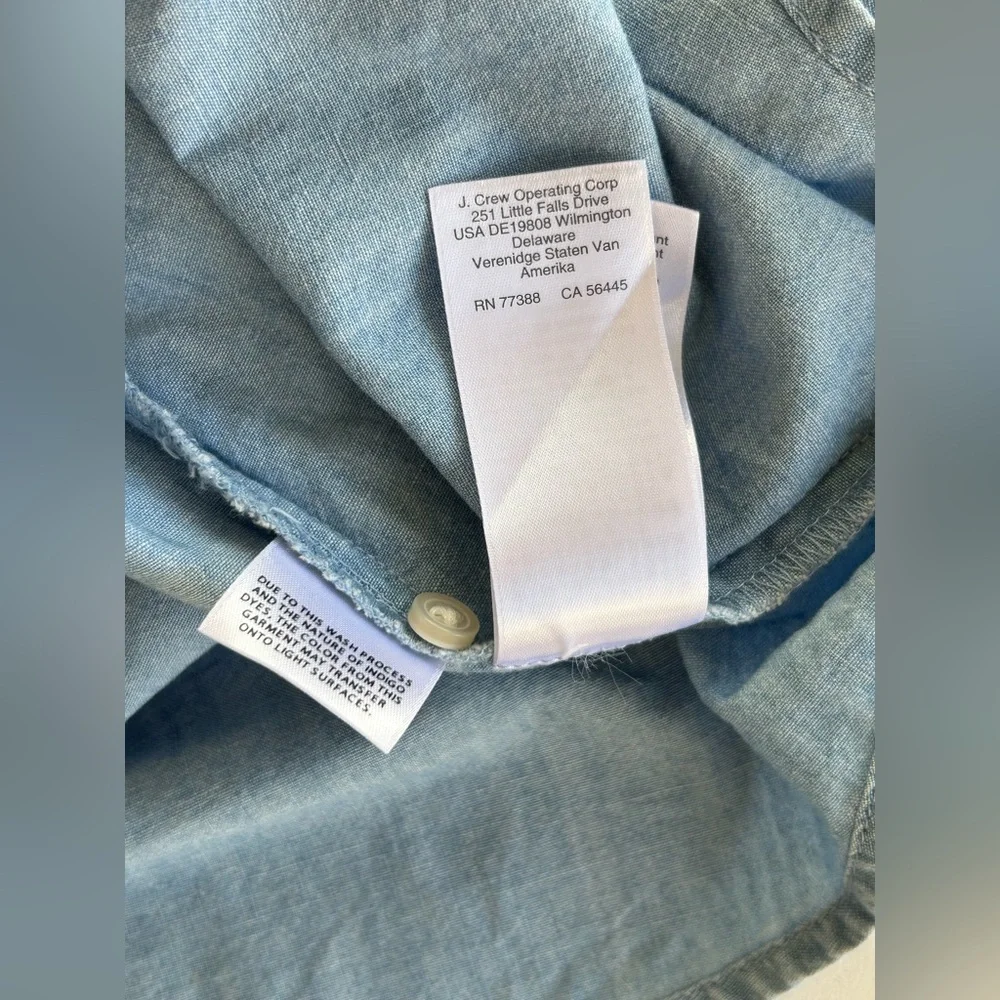 J. Crew Operating Corp
251 Little Falls Drive
USA DE19808 Wilmington
Delaware
Verenidge Staten Van
Amerika
RN 77388 CA 56445
DUE TO THIS WASH PROCESS
AND THE NATURE OF INDIGO
DYES, THE COLOR FROM THIS
GARMENT MAY TRANSFER
ONTO LIGHT SURFACES.